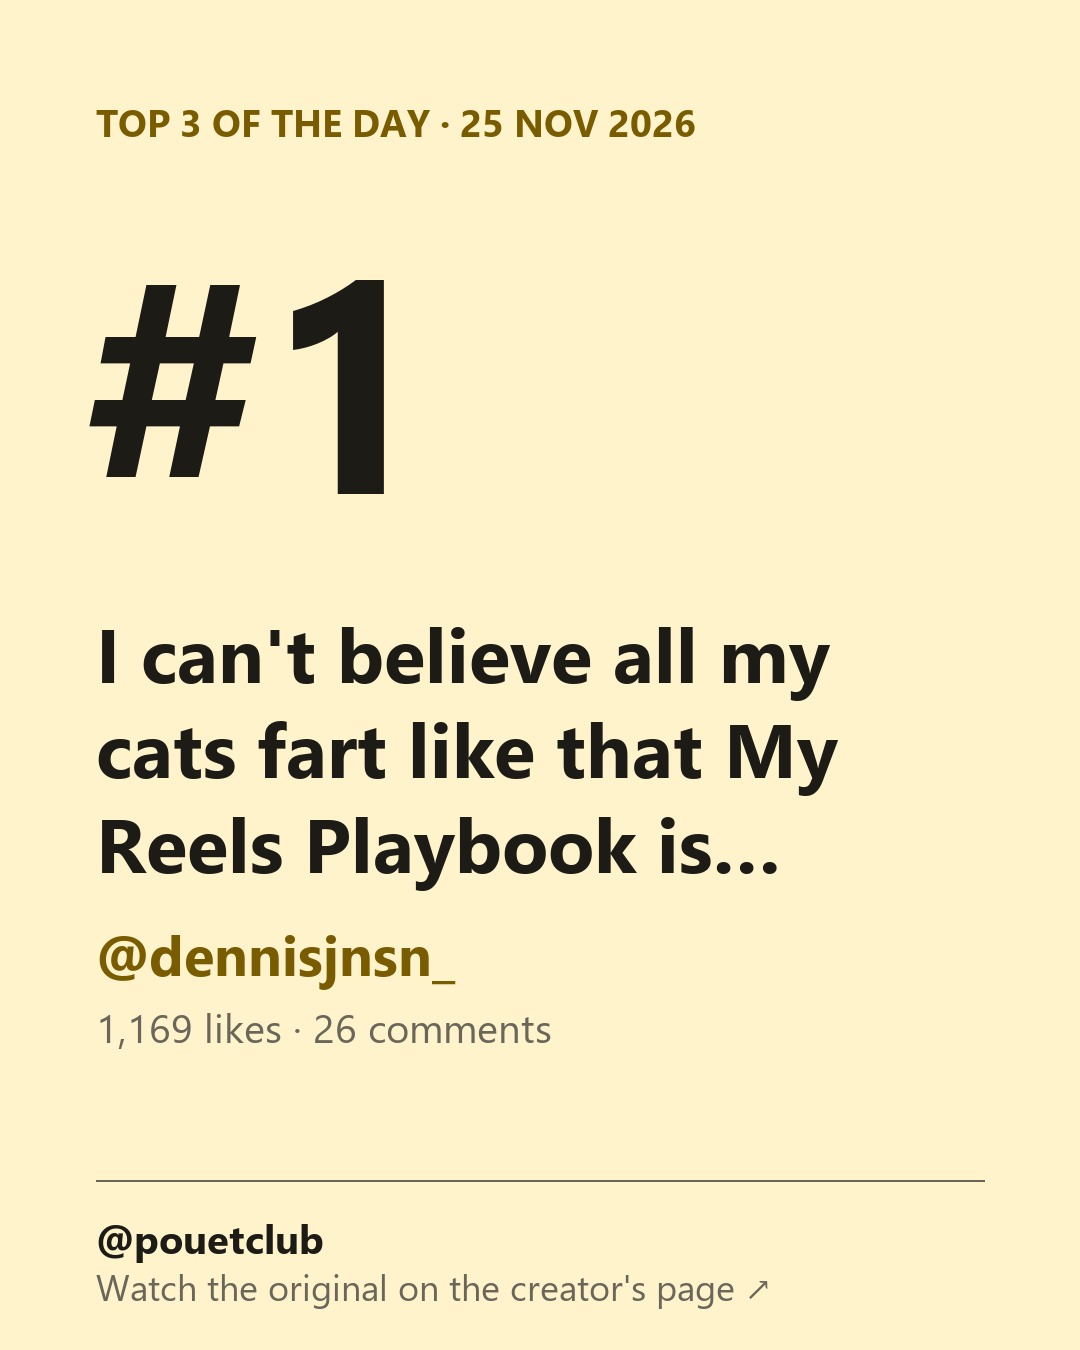 TOP 3 OF THE DAY · 25 NOV 2026
#1
I can't believe all my
cats fart like that My
Reels Playbook is…
@dennisjnsn_
1,169 likes · 26 comments
@pouetclub
Watch the original on the creator's page ↗